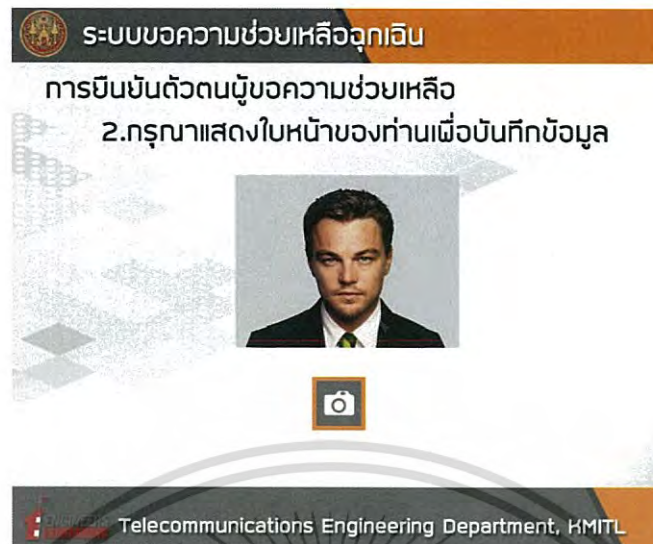 ระบบขอความช่วยเหลือฉุกเฉิน
การยืนยันตัวตนผู้ขอความช่วยเหลือ
2.กรุณาแสดงใบหน้าของท่านเพื่อบันทึกข้อมูล
Telecommunications Engineering Department, KMITL